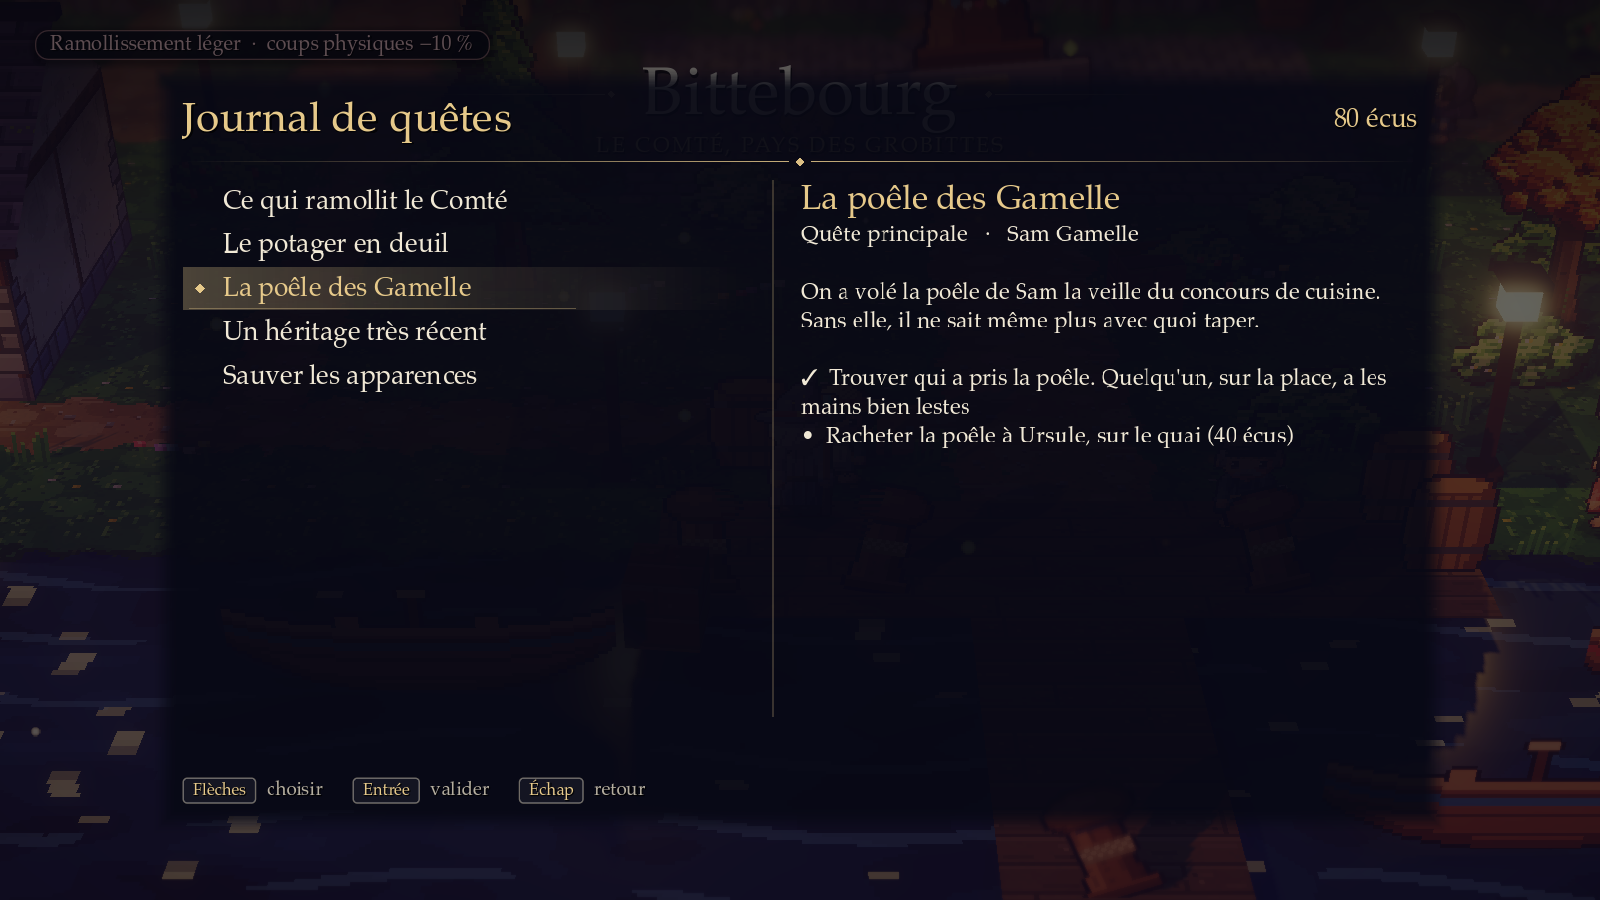 Ramollissement léger · coups physiques −10 %
Bittebourg
LE COMTÉ, PAYS DES GROBITTES
Journal de quêtes
80 écus
Ce qui ramollit le Comté
Le potager en deuil
La poêle des Gamelle
Un héritage très récent
Sauver les apparences
La poêle des Gamelle
Quête principale · Sam Gamelle
On a volé la poêle de Sam la veille du concours de cuisine.
Sans elle, il ne sait même plus avec quoi taper.
✓ Trouver qui a pris la poêle. Quelqu'un, sur la place, a les
mains bien lestes
• Racheter la poêle à Ursule, sur le quai (40 écus)
Flèches choisir Entrée valider Échap retour